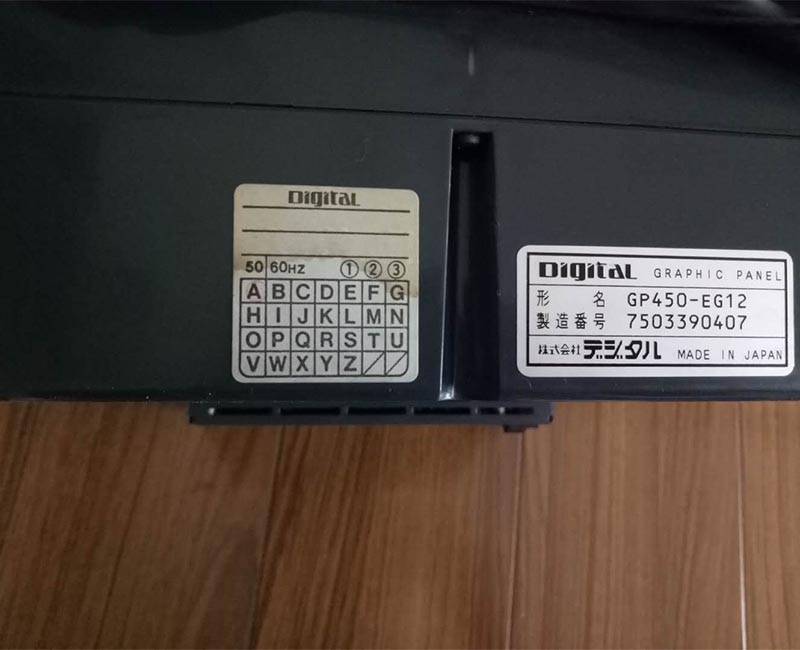 Digital
50 60HZ ① ② ③
A B C D E F G
H I J K L M N
O P Q R S T U
V W X Y Z
Digital GRAPHIC PANEL
形 名 GP450-EG12
製造番号 7503390407
株式会社デジタル MADE IN JAPAN